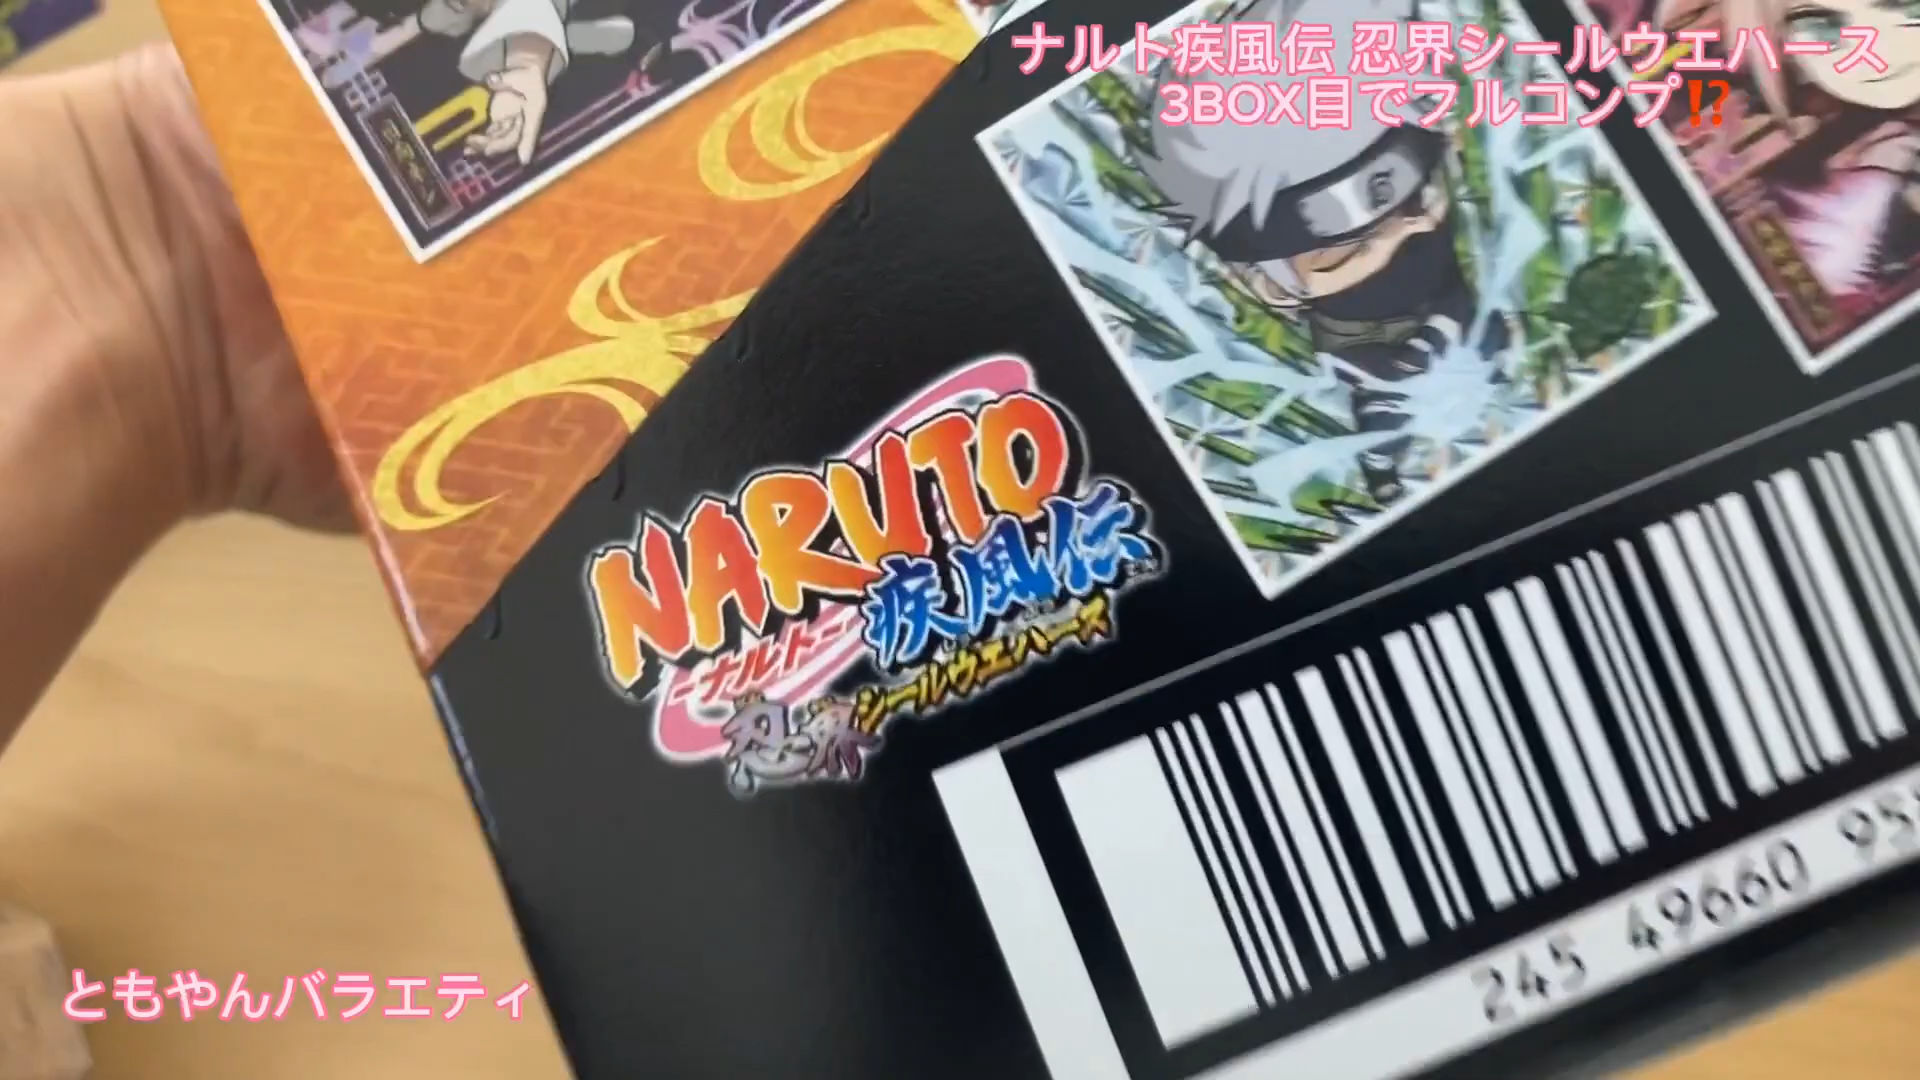 ナルト疾風伝 忍界シールウエハース
3BOX目でフルコンプ⁉️
NARUTO
-ナルト- 疾風伝
忍界シールウエハース
245 49660 95
ともやんバラエティ